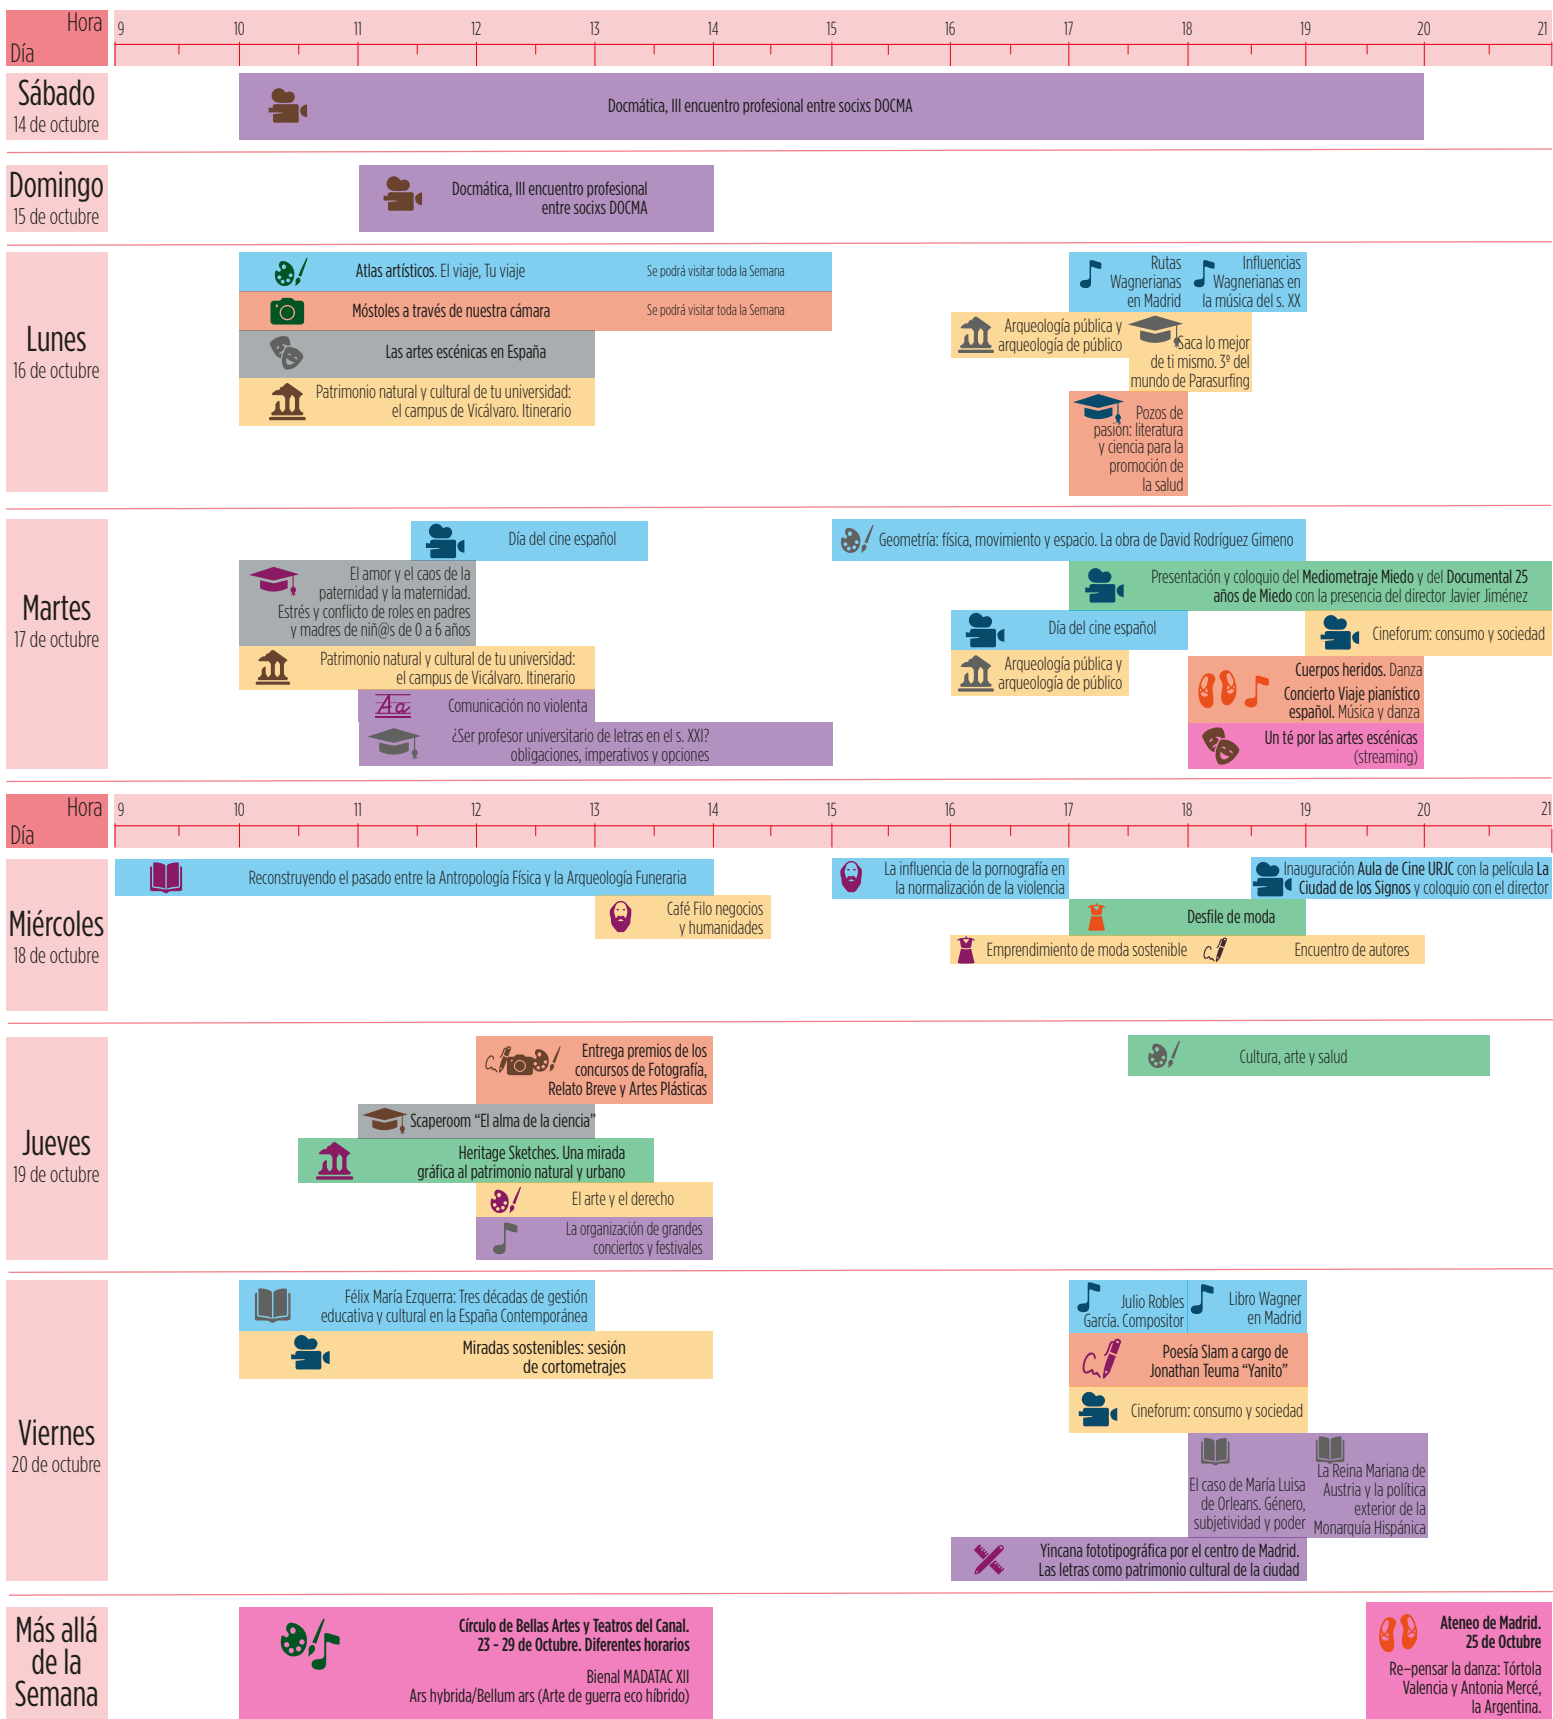 Hora
Día
9 10 11 12 13 14 15 16 17 18 19 20 21
Sábado
14 de octubre
Docmática, III encuentro profesional entre socixs DOCMA
Domingo
15 de octubre
Docmática, III encuentro profesional
entre socixs DOCMA
Lunes
16 de octubre
Atlas artísticos. El viaje, Tu viaje
Se podrá visitar toda la Semana
Móstoles a través de nuestra cámara
Se podrá visitar toda la Semana
Las artes escénicas en España
Patrimonio natural y cultural de tu universidad:
el campus de Vicálvaro. Itinerario
Rutas
Wagnerianas
en Madrid
Influencias
Wagnerianas en
la música del s. XX
Arqueología pública y
arqueología de público
Saca lo mejor
de ti mismo. 3º del
mundo de Parasurfing
Pozos de
pasión: literatura
y ciencia para la
promoción de
la salud
Martes
17 de octubre
Día del cine español
El amor y el caos de la
paternidad y la maternidad.
Estrés y conflicto de roles en padres
y madres de niñ@s de 0 a 6 años
Patrimonio natural y cultural de tu universidad:
el campus de Vicálvaro. Itinerario
Aa
Comunicación no violenta
¿Ser profesor universitario de letras en el s. XXI?
obligaciones, imperativos y opciones
Geometría: física, movimiento y espacio. La obra de David Rodríguez Gimeno
Presentación y coloquio del Mediometraje Miedo y del Documental 25
años de Miedo con la presencia del director Javier Jiménez
Día del cine español
Cineforum: consumo y sociedad
Arqueología pública y
arqueología de público
Cuerpos heridos. Danza
Concierto Viaje pianístico
español. Música y danza
Un té por las artes escénicas
(streaming)
Hora
Día
9 10 11 12 13 14 15 16 17 18 19 20 21
Miércoles
18 de octubre
Reconstruyendo el pasado entre la Antropología Física y la Arqueología Funeraria
Café Filo negocios
y humanidades
La influencia de la pornografía en
la normalización de la violencia
Inauguración Aula de Cine URJC con la película La
Ciudad de los Signos y coloquio con el director
Desfile de moda
Emprendimiento de moda sostenible
Encuentro de autores
Jueves
19 de octubre
Entrega premios de los
concursos de Fotografía,
Relato Breve y Artes Plásticas
Scaperoom “El alma de la ciencia”
Heritage Sketches. Una mirada
gráfica al patrimonio natural y urbano
El arte y el derecho
La organización de grandes
conciertos y festivales
Cultura, arte y salud
Viernes
20 de octubre
Félix María Ezquerra: Tres décadas de gestión
educativa y cultural en la España Contemporánea
Miradas sostenibles: sesión
de cortometrajes
Julio Robles
García. Compositor
Libro Wagner
en Madrid
Poesía Slam a cargo de
Jonathan Teuma “Yanito”
Cineforum: consumo y sociedad
El caso de María Luisa
de Orleans. Género,
subjetividad y poder
La Reina Mariana de
Austria y la política
exterior de la
Monarquía Hispánica
Yincana fototipográfica por el centro de Madrid.
Las letras como patrimonio cultural de la ciudad
Más allá
de la
Semana
Círculo de Bellas Artes y Teatros del Canal.
23 - 29 de Octubre. Diferentes horarios
Bienal MADATAC XII
Ars hybrida/Bellum ars (Arte de guerra eco híbrido)
Ateneo de Madrid.
25 de Octubre
Re-pensar la danza: Tórtola
Valencia y Antonia Mercé,
la Argentina.